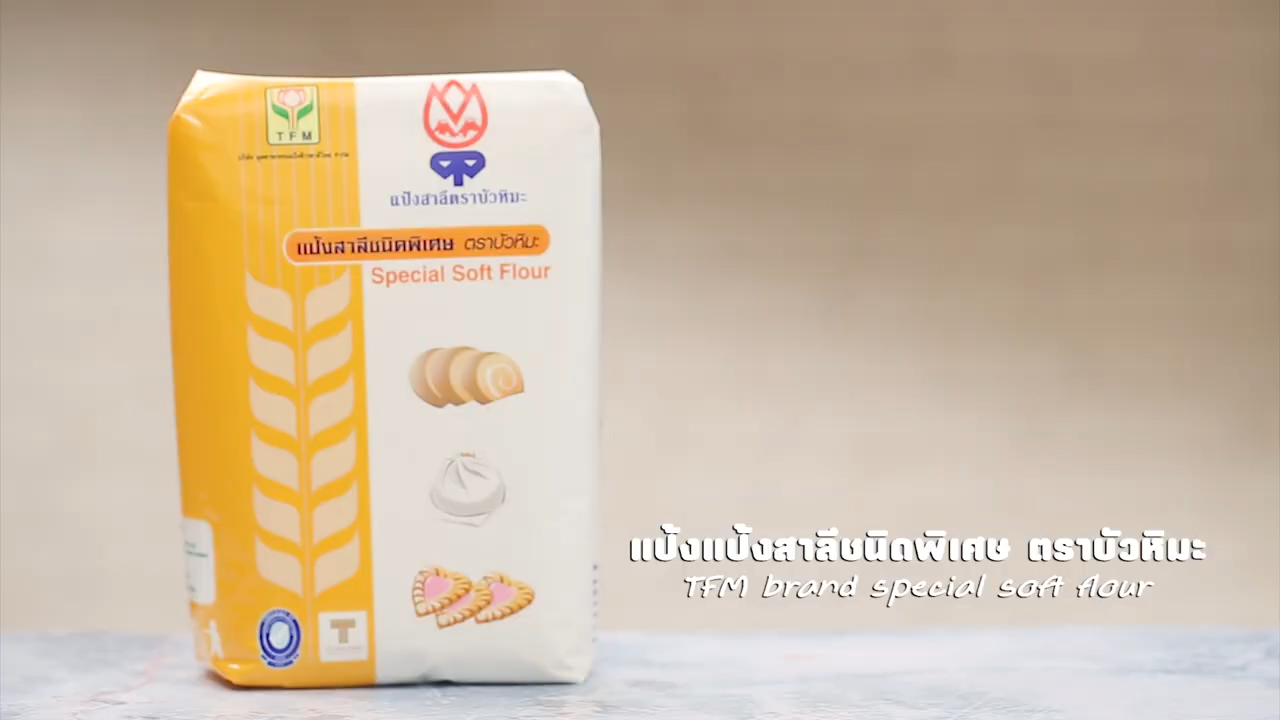 TFM
แป้งสาลีตราบัวหิมะ
แป้งสาลีชนิดพิเศษ ตราบัวหิมะ
Special Soft Flour
แป้งแป้งสาลีชนิดพิเศษ ตราบัวหิมะ
TFM brand special soft flour
T